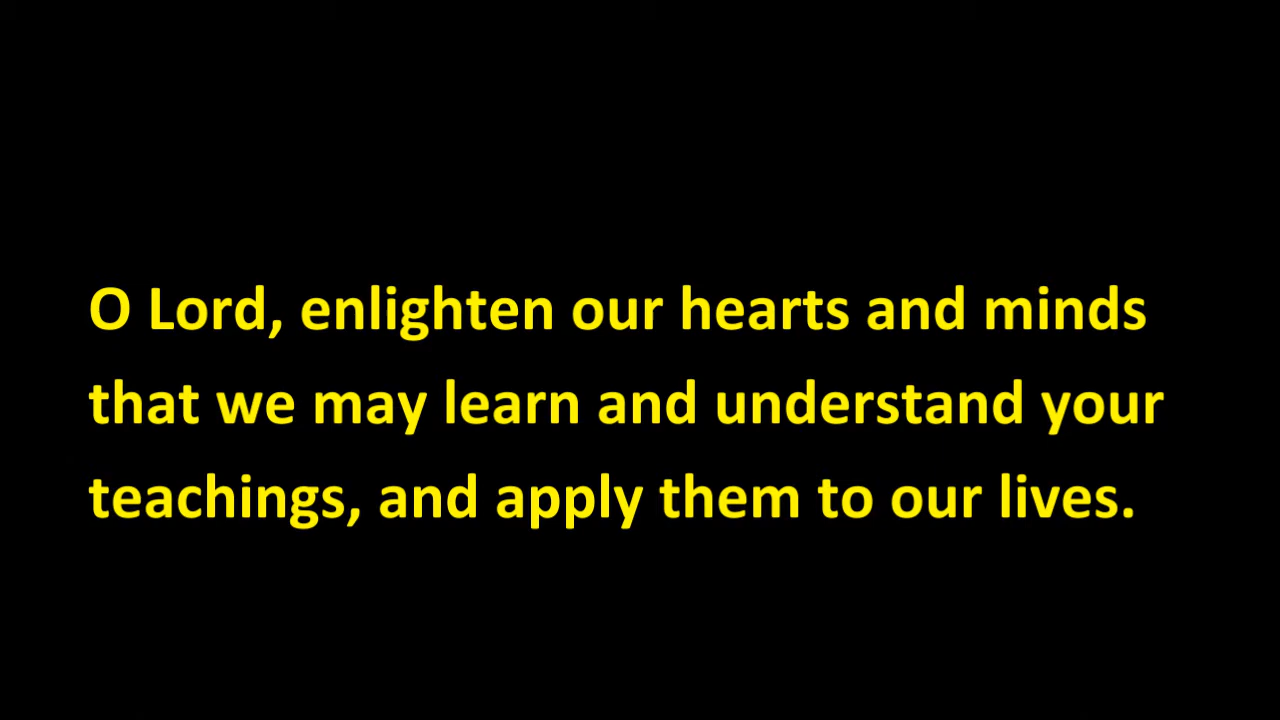 O Lord, enlighten our hearts and minds
that we may learn and understand your
teachings, and apply them to our lives.